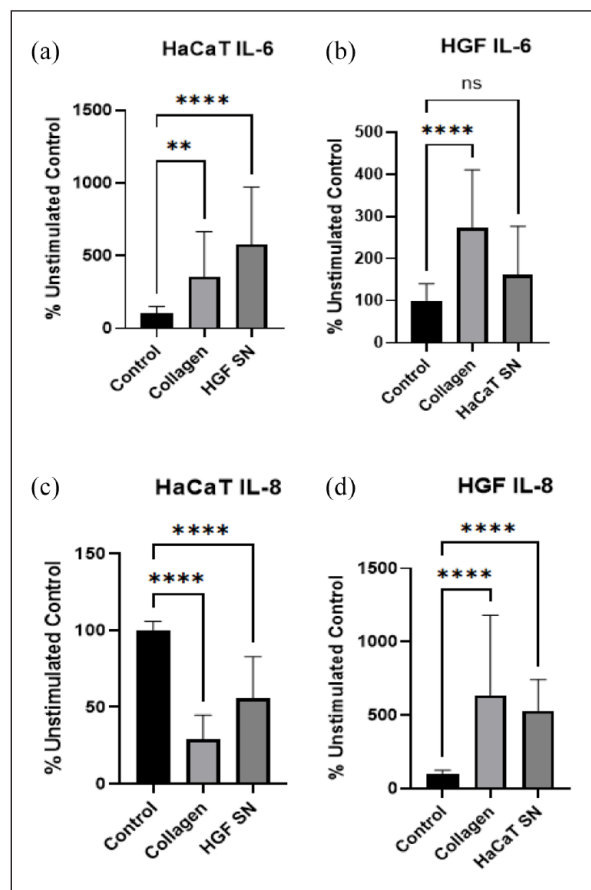 (a)
HaCaT IL-6
****
**
1500
1000
500
0
% Unstimulated Control
Control
Collagen
HGF SN
(b)
HGF IL-6
ns
****
500
400
300
200
100
0
% Unstimulated Control
Control
Collagen
HaCaT SN
(c)
HaCaT IL-8
****
****
150
100
50
0
% Unstimulated Control
Control
Collagen
HGF SN
(d)
HGF IL-8
****
****
1500
1000
500
0
% Unstimulated Control
Control
Collagen
HaCaT SN